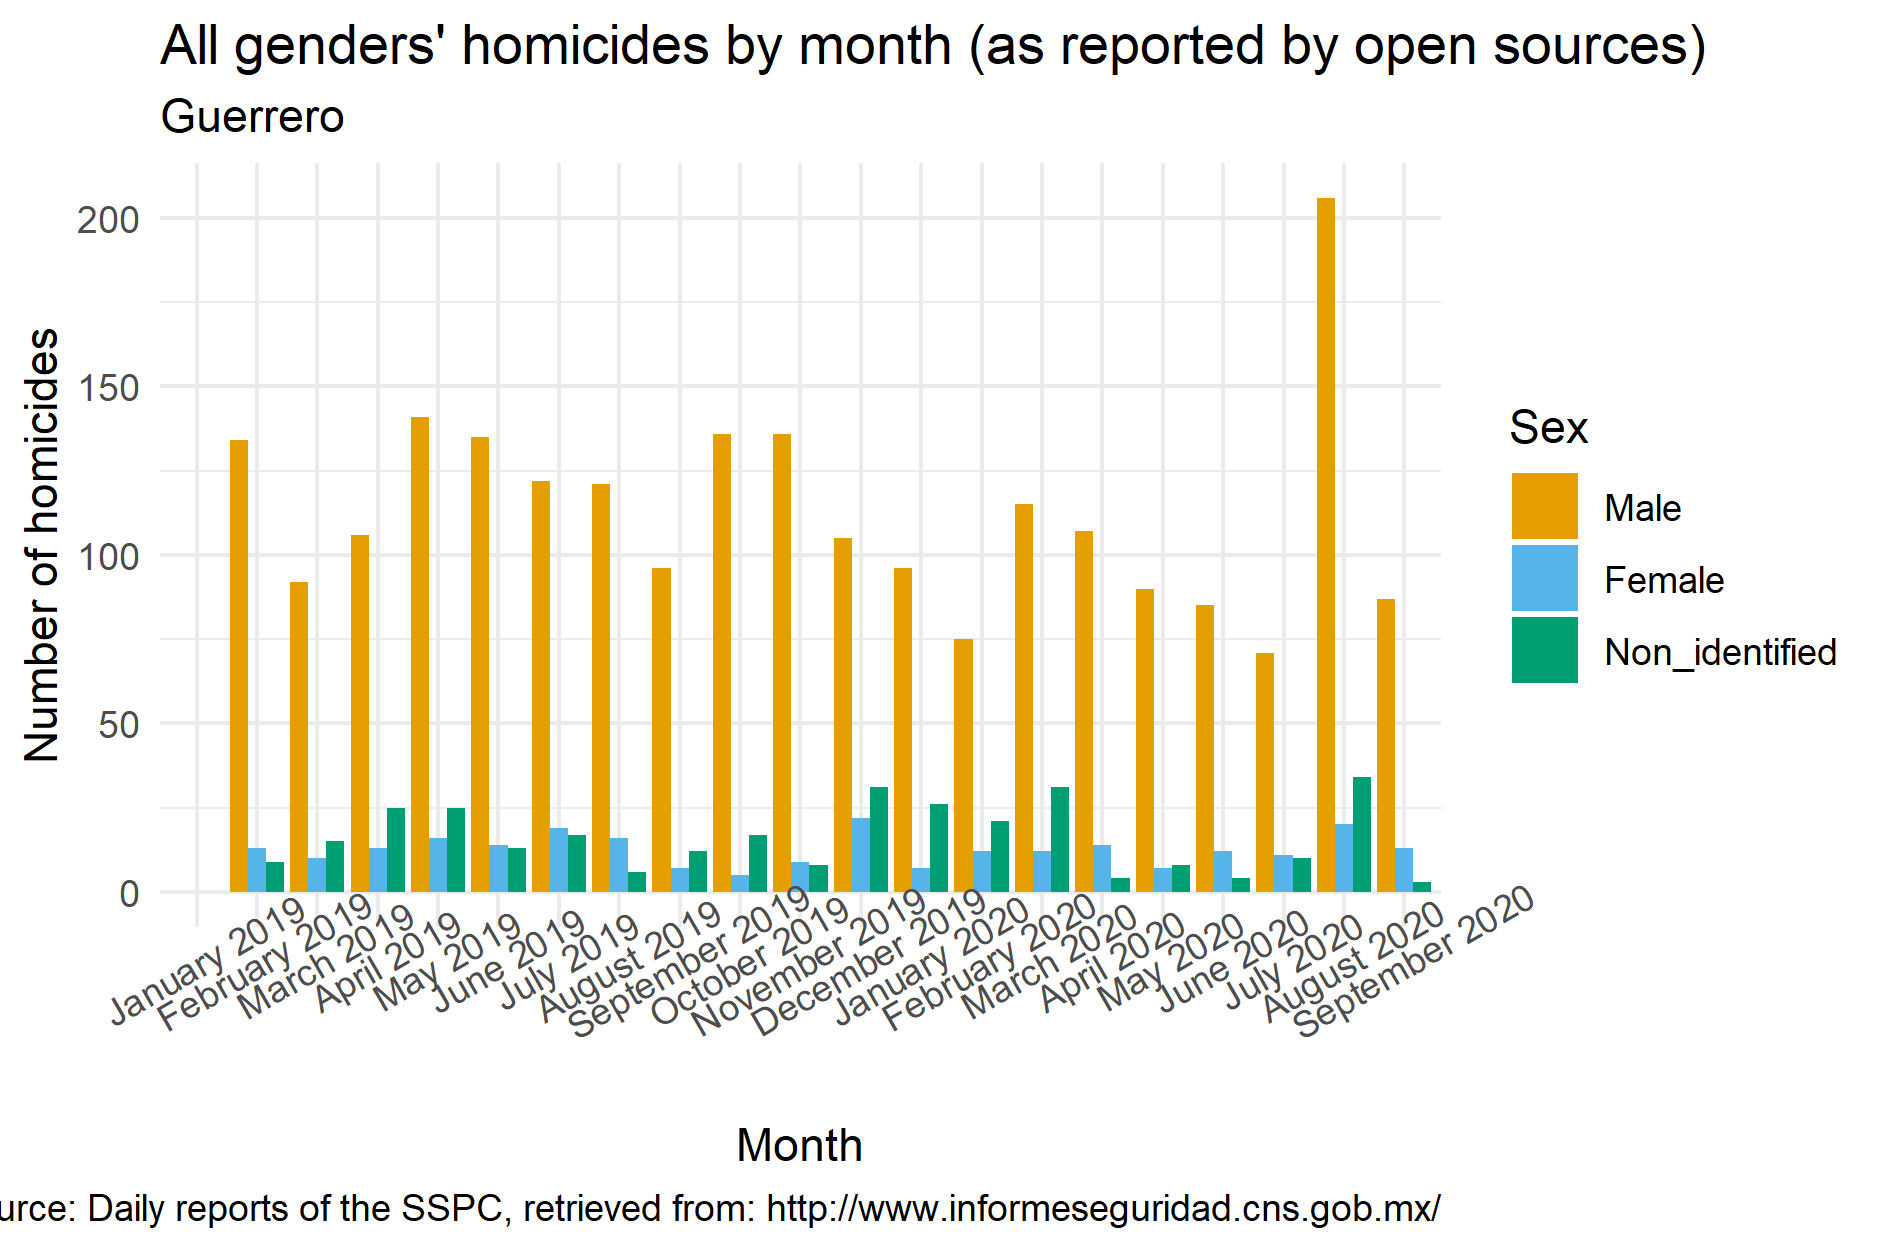 All genders' homicides by month (as reported by open sources)
Guerrero
Number of homicides
200
150
100
50
0
January 2019
February 2019
March 2019
April 2019
May 2019
June 2019
July 2019
August 2019
September 2019
October 2019
November 2019
December 2019
January 2020
February 2020
March 2020
April 2020
May 2020
June 2020
July 2020
August 2020
September 2020
Month
Sex
Male
Female
Non_identified
urce: Daily reports of the SSPC, retrieved from: http://www.informeseguridad.cns.gob.mx/